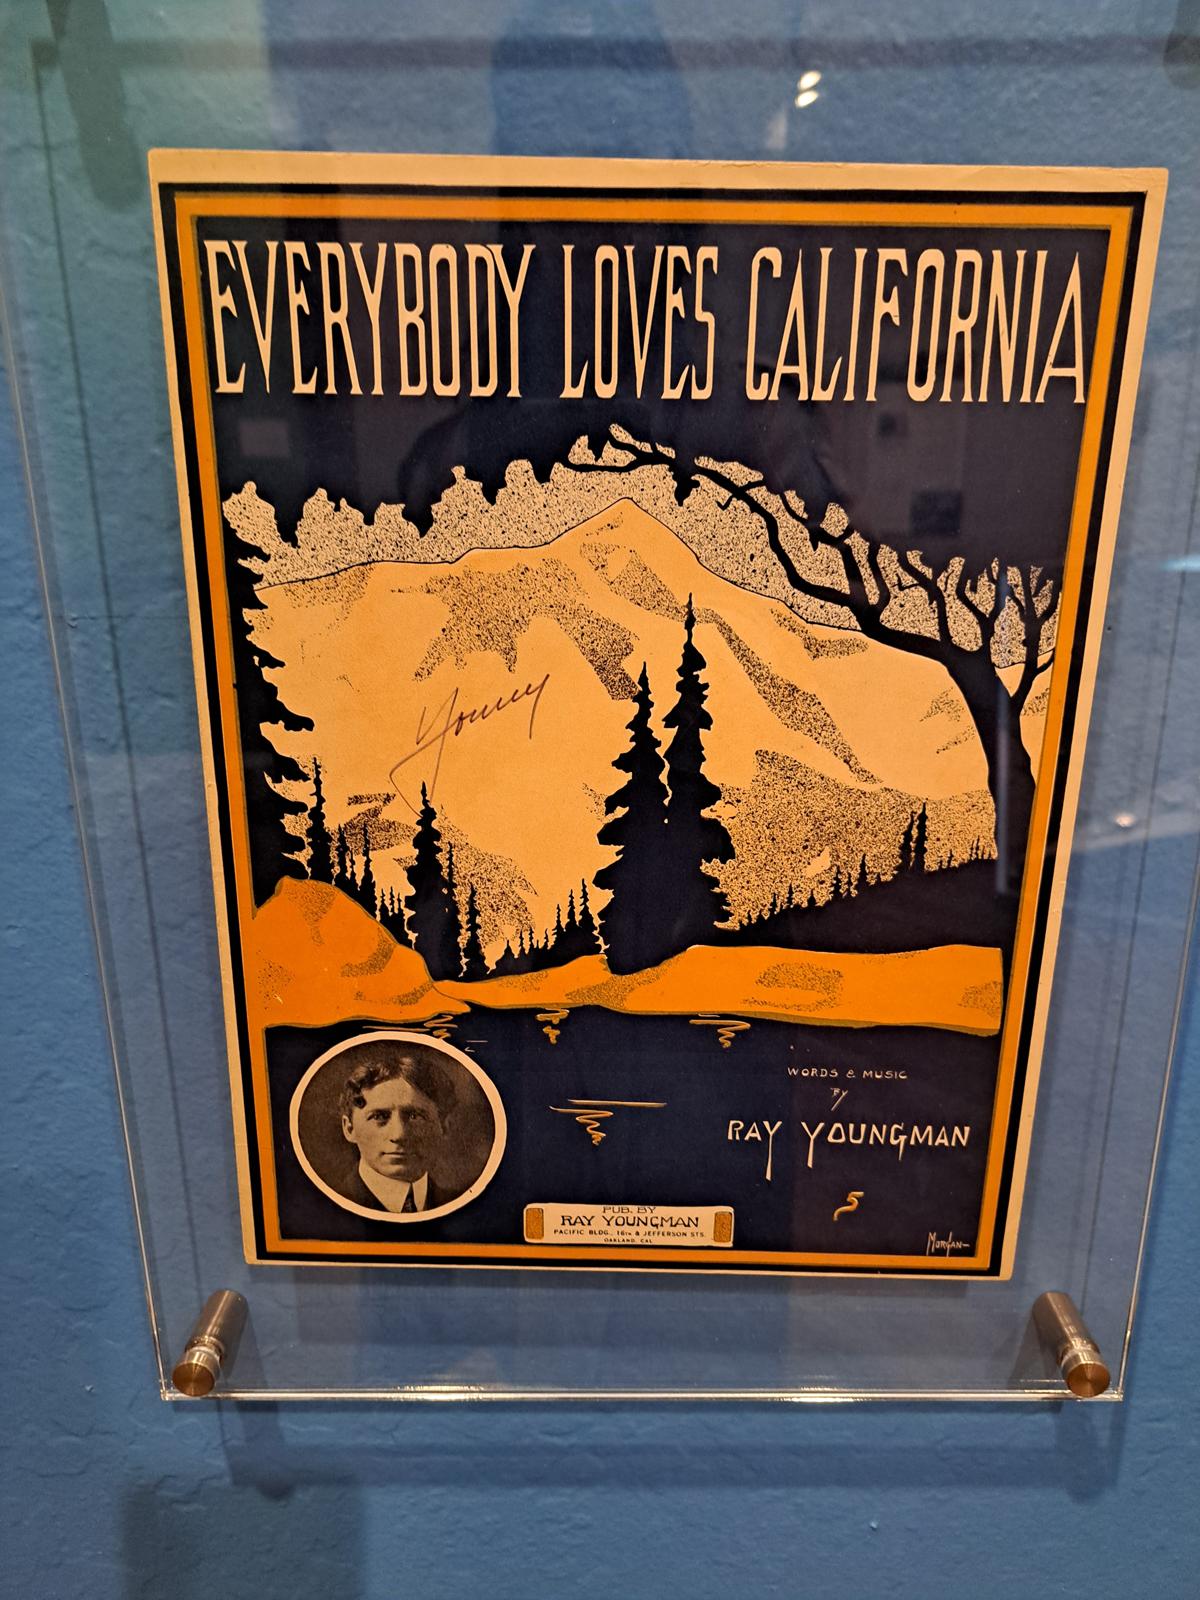 EVERYBODY LOVES CALIFORNIA
WORDS & MUSIC
BY
RAY YOUNGMAN
5
PUB. BY
RAY YOUNGMAN
PACIFIC BLDG., 16TH & JEFFERSON STS.
OAKLAND, CAL.
MORGAN